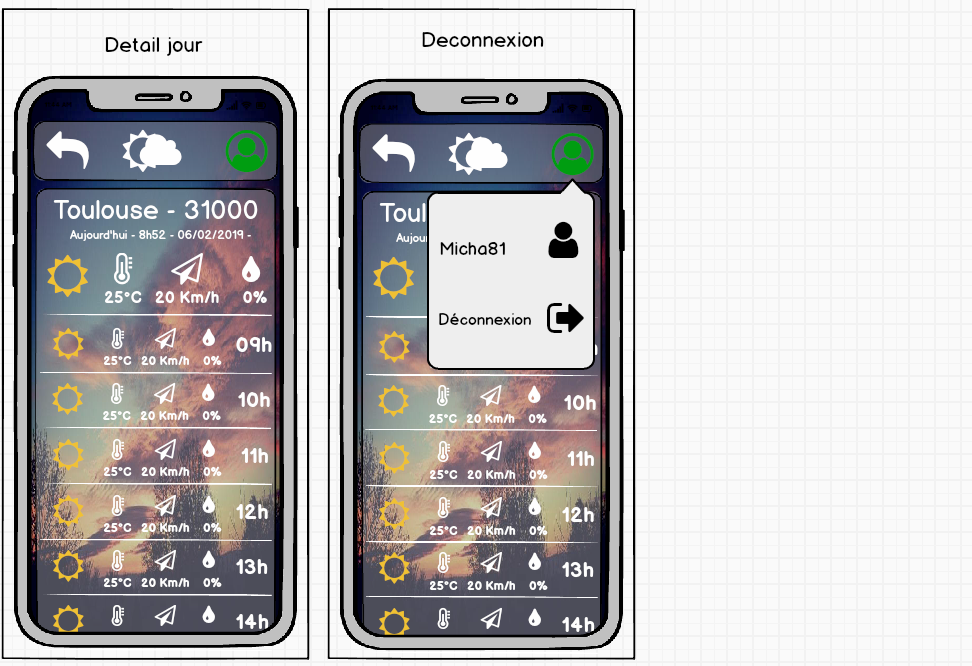 Detail jour
Toulouse - 31000
Aujourd'hui - 8h52 - 06/02/2019 -
25°C 20 Km/h 0%
09h
25°C 20 Km/h 0%
10h
25°C 20 Km/h 0%
11h
25°C 20 Km/h 0%
12h
25°C 20 Km/h 0%
13h
25°C 20 Km/h 0%
14h
Deconnexion
Toul
Aujou
Micha81
Déconnexion
10h
25°C 20 Km/h 0%
11h
25°C 20 Km/h 0%
12h
25°C 20 Km/h 0%
13h
25°C 20 Km/h 0%
14h